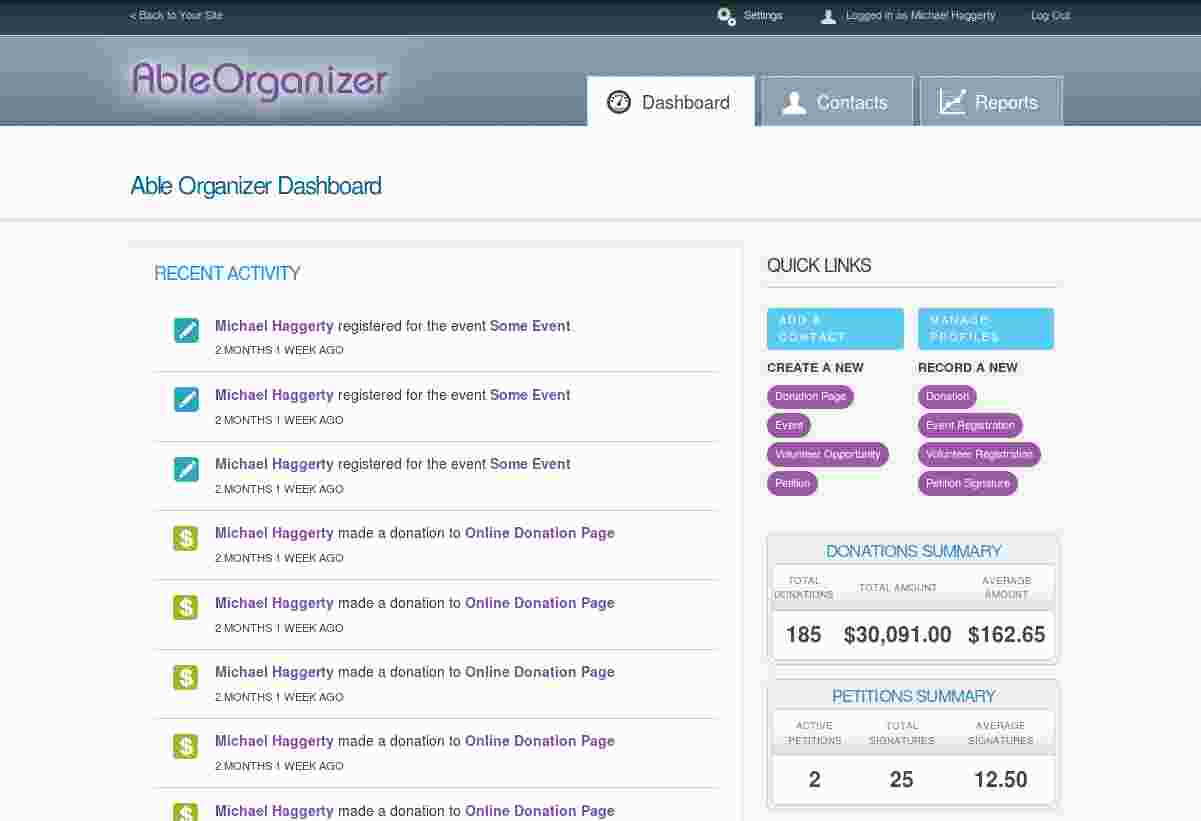 < Back to Your Site
Settings
Logged in as Michael Haggerty
Log Out
AbleOrganizer
Dashboard
Contacts
Reports
Able Organizer Dashboard
RECENT ACTIVITY
Michael Haggerty registered for the event Some Event
2 MONTHS 1 WEEK AGO
Michael Haggerty registered for the event Some Event
2 MONTHS 1 WEEK AGO
Michael Haggerty registered for the event Some Event
2 MONTHS 1 WEEK AGO
Michael Haggerty made a donation to Online Donation Page
2 MONTHS 1 WEEK AGO
Michael Haggerty made a donation to Online Donation Page
2 MONTHS 1 WEEK AGO
Michael Haggerty made a donation to Online Donation Page
2 MONTHS 1 WEEK AGO
Michael Haggerty made a donation to Online Donation Page
2 MONTHS 1 WEEK AGO
Michael Haggerty made a donation to Online Donation Page
QUICK LINKS
ADD A
CONTACT
MANAGE
PROFILES
CREATE A NEW
Donation Page
Event
Volunteer Opportunity
Petition
RECORD A NEW
Donation
Event Registration
Volunteer Registration
Petition Signature
DONATIONS SUMMARY
TOTAL
DONATIONS
TOTAL AMOUNT
AVERAGE
AMOUNT
185 $30,091.00 $162.65
PETITIONS SUMMARY
ACTIVE
PETITIONS
TOTAL
SIGNATURES
AVERAGE
SIGNATURES
2 25 12.50